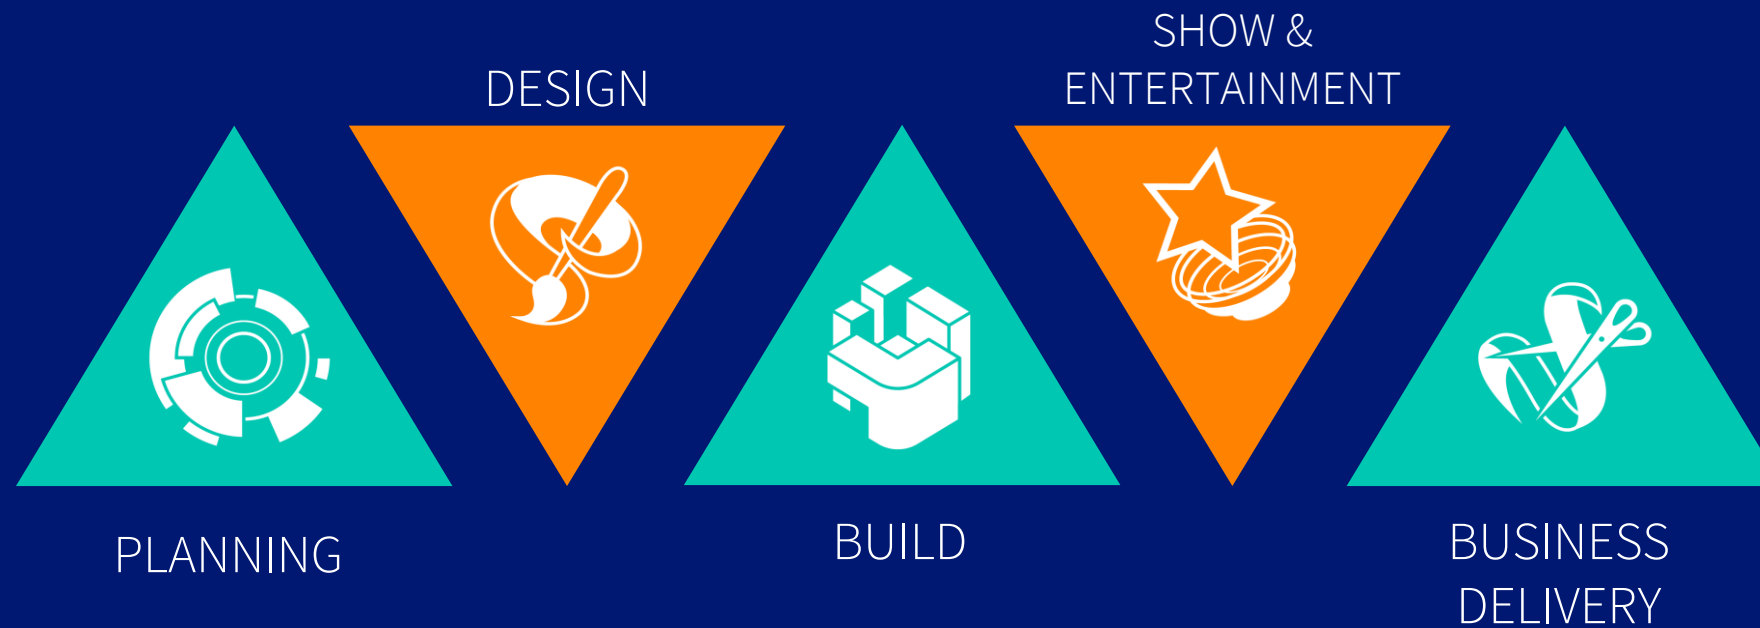 PLANNING
DESIGN
BUILD
SHOW &
ENTERTAINMENT
BUSINESS
DELIVERY